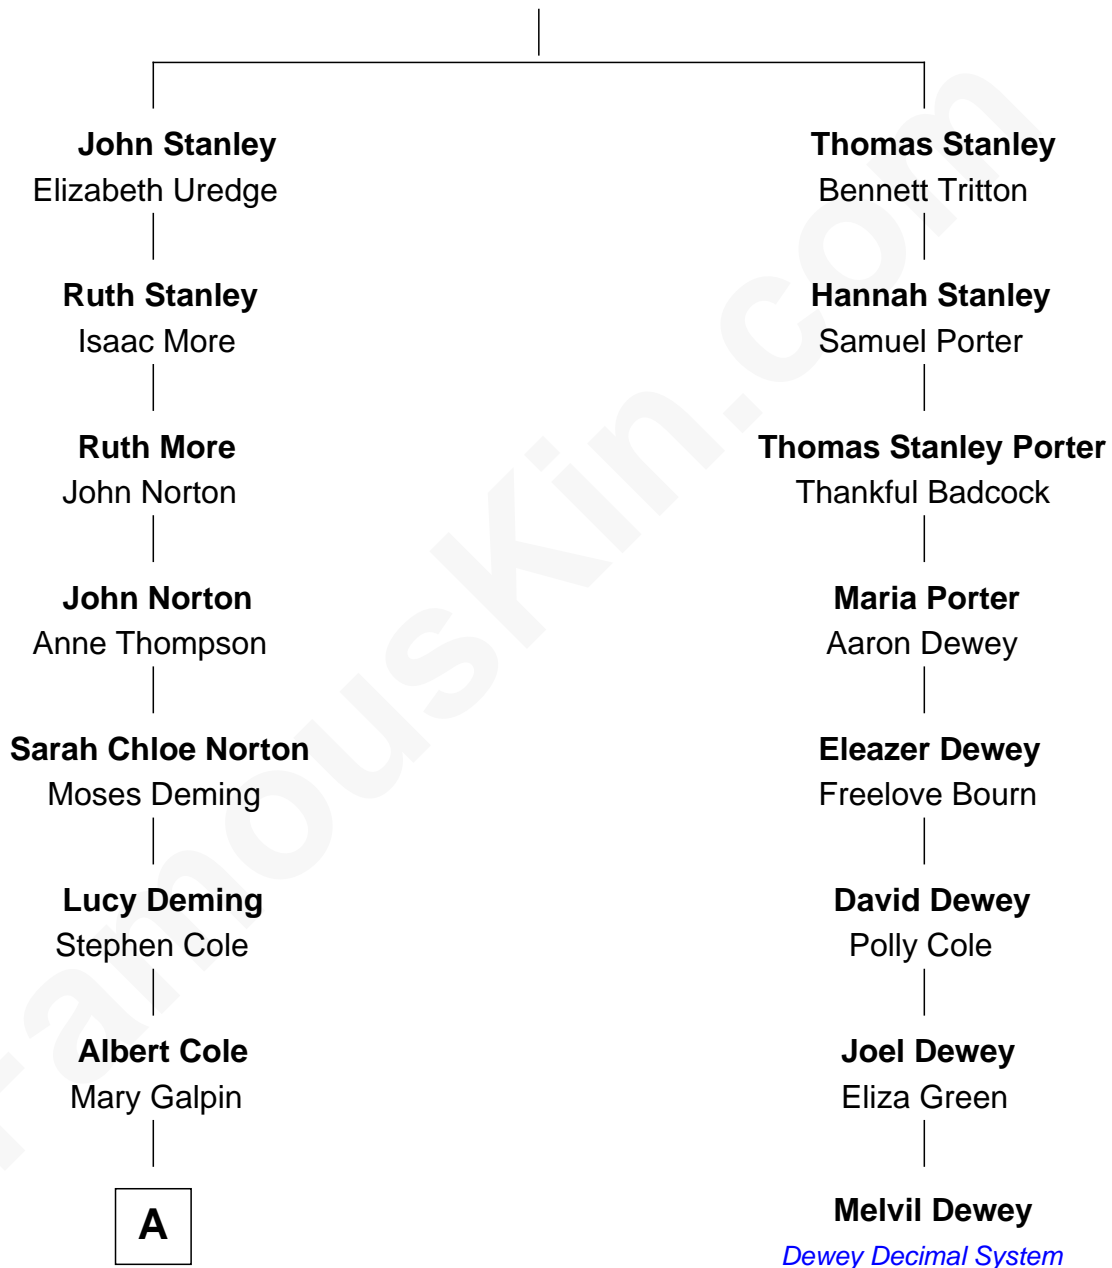 John Stanley
Elizabeth Uredge
Ruth Stanley
Isaac More
Ruth More
John Norton
John Norton
Anne Thompson
Sarah Chloe Norton
Moses Deming
Lucy Deming
Stephen Cole
Albert Cole
Mary Galpin
A
Thomas Stanley
Bennett Tritton
Hannah Stanley
Samuel Porter
Thomas Stanley Porter
Thankful Badcock
Maria Porter
Aaron Dewey
Eleazer Dewey
Freelove Bourn
David Dewey
Polly Cole
Joel Dewey
Eliza Green
Melvil Dewey
Dewey Decimal System
FamousKin.com